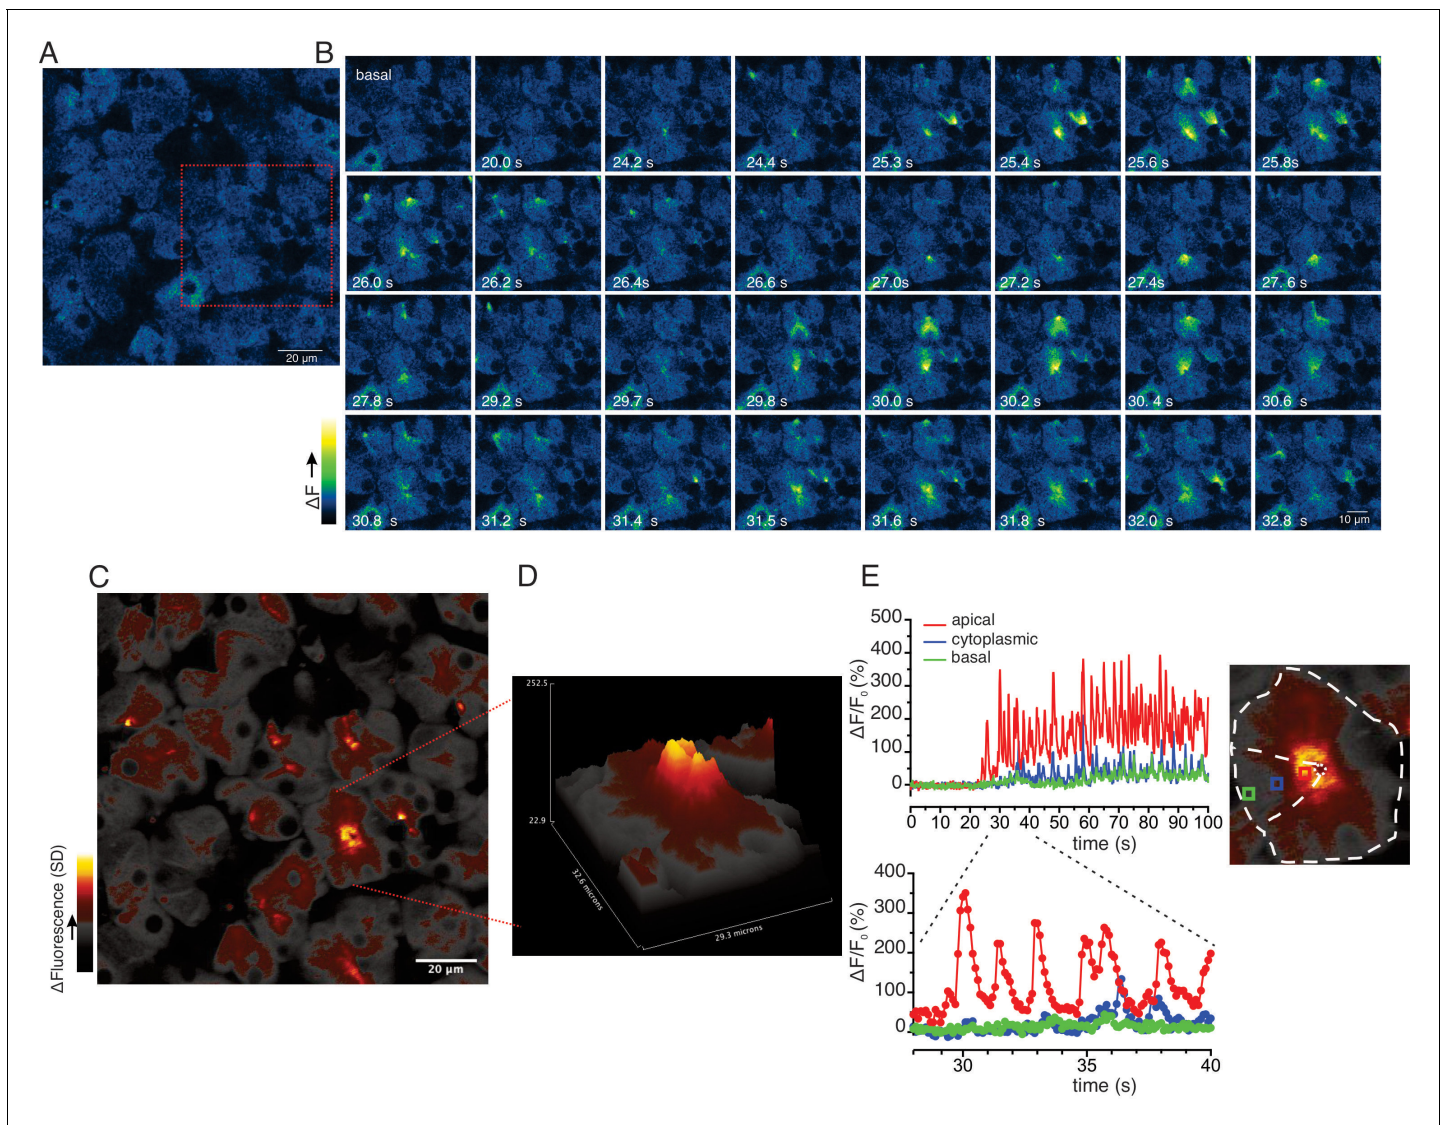 A
B
basal
20.0 s
24.2 s
24.4 s
25.3 s
25.4 s
25.6 s
25.8s
26.0 s
26.2 s
26.4s
26.6 s
27.0s
27.2 s
27.4s
27. 6 s
27.8 s
29.2 s
29.7 s
29.8 s
30.0 s
30.2 s
30. 4 s
30.6 s
30.8 s
31.2 s
31.4 s
31.5 s
31.6 s
31.8 s
32.0 s
32.8 s
20 µm
10 µm
ΔF
C
D
E
20 µm
ΔFluorescence (SD)
252.5
22.9
32.6 microns
29.3 microns
500
400
300
200
100
0
ΔF/F0 (%)
apical
cytoplasmic
basal
0 10 20 30 40 50 60 70 80 90 100
time (s)
400
300
200
100
0
ΔF/F0 (%)
30 35 40
time (s)